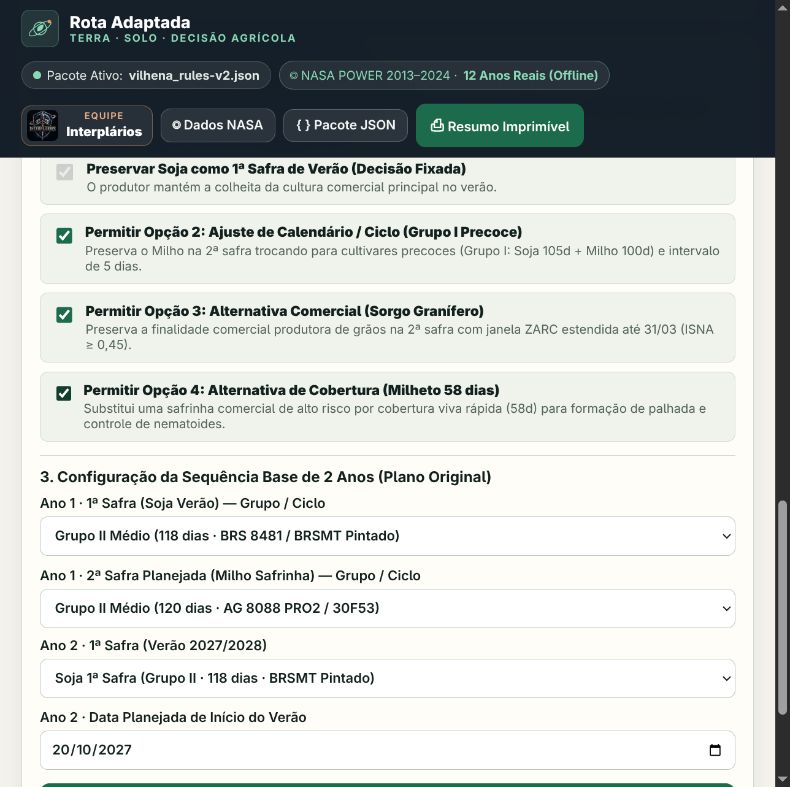 Rota Adaptada
TERRA · SOLO · DECISÃO AGRÍCOLA
Pacote Ativo: vilhena_rules-v2.json
© NASA POWER 2013–2024 · 12 Anos Reais (Offline)
EQUIPE
Interplários
Dados NASA
{ } Pacote JSON
Resumo Imprimível
Preservar Soja como 1ª Safra de Verão (Decisão Fixada)
O produtor mantém a colheita da cultura comercial principal no verão.
Permitir Opção 2: Ajuste de Calendário / Ciclo (Grupo I Precoce)
Preserva o Milho na 2ª safra trocando para cultivares precoces (Grupo I: Soja 105d + Milho 100d) e intervalo
de 5 dias.
Permitir Opção 3: Alternativa Comercial (Sorgo Granífero)
Preserva a finalidade comercial produtora de grãos na 2ª safra com janela ZARC estendida até 31/03 (ISNA
≥ 0,45).
Permitir Opção 4: Alternativa de Cobertura (Milheto 58 dias)
Substitui uma safrinha comercial de alto risco por cobertura viva rápida (58d) para formação de palhada e
controle de nematoides.
3. Configuração da Sequência Base de 2 Anos (Plano Original)
Ano 1 · 1ª Safra (Soja Verão) — Grupo / Ciclo
Grupo II Médio (118 dias · BRS 8481 / BRSMT Pintado)
Ano 1 · 2ª Safra Planejada (Milho Safrinha) — Grupo / Ciclo
Grupo II Médio (120 dias · AG 8088 PRO2 / 30F53)
Ano 2 · 1ª Safra (Verão 2027/2028)
Soja 1ª Safra (Grupo II · 118 dias · BRSMT Pintado)
Ano 2 · Data Planejada de Início do Verão
20/10/2027